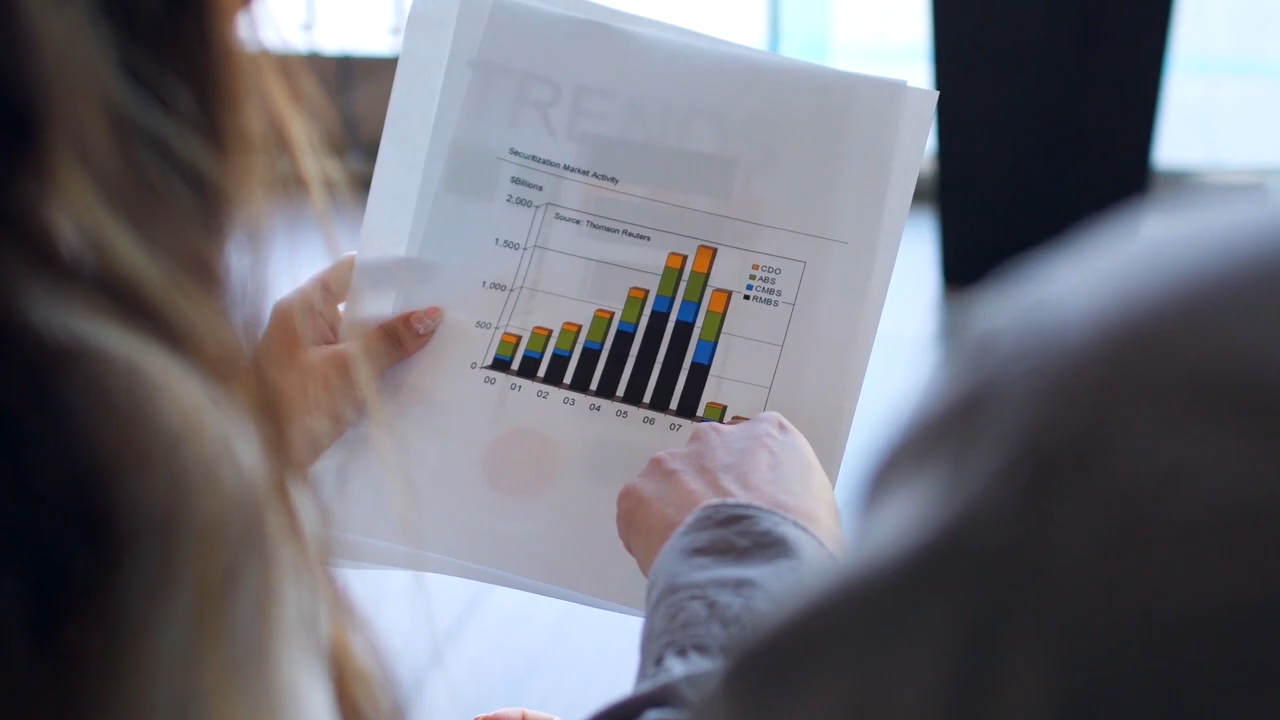 TRENDS
Securitization Market Activity
$Billions
2,000
Source: Thomson Reuters
1,500
CDO
ABS
CMBS
RMBS
1,000
500
0
00 01 02 03 04 05 06 07